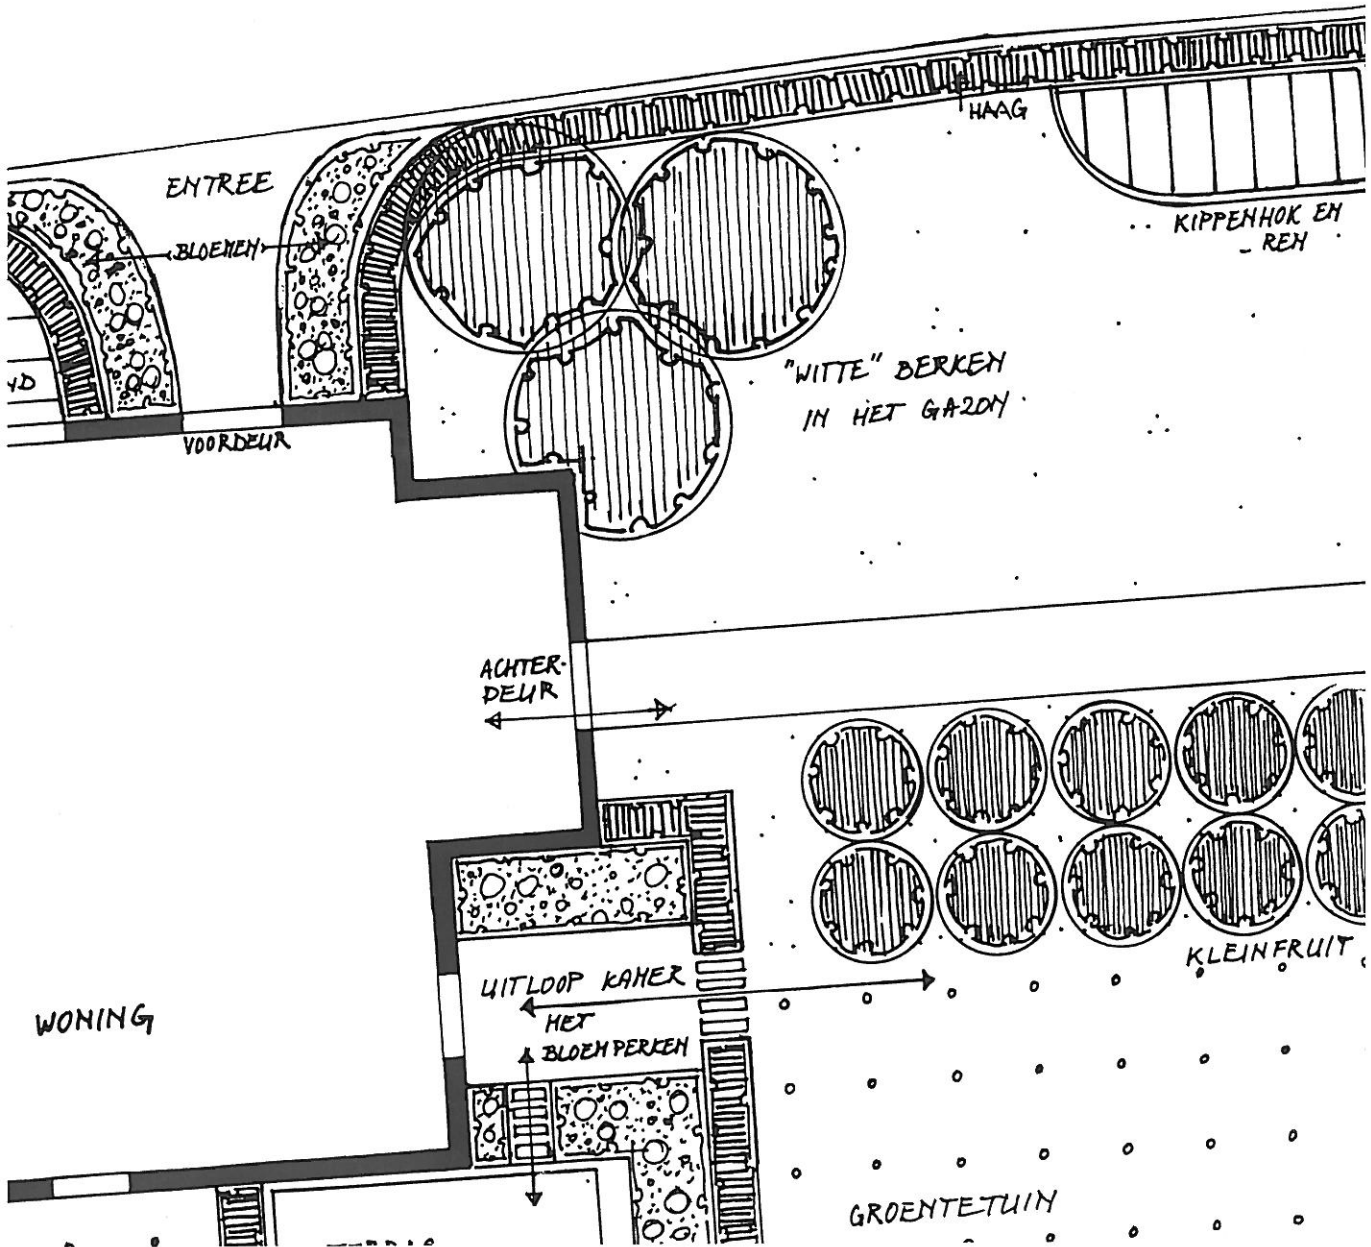 HAAG
ENTREE
BLOEMEN
KIPPENHOK EN
REN
"WITTE" BERKEN
IN HET GAZON
VOORDEUR
ACHTER-
DEUR
KLEINFRUIT
UITLOOP KAMER
MET
BLOEMPERKEN
WONING
GROENTETUIN